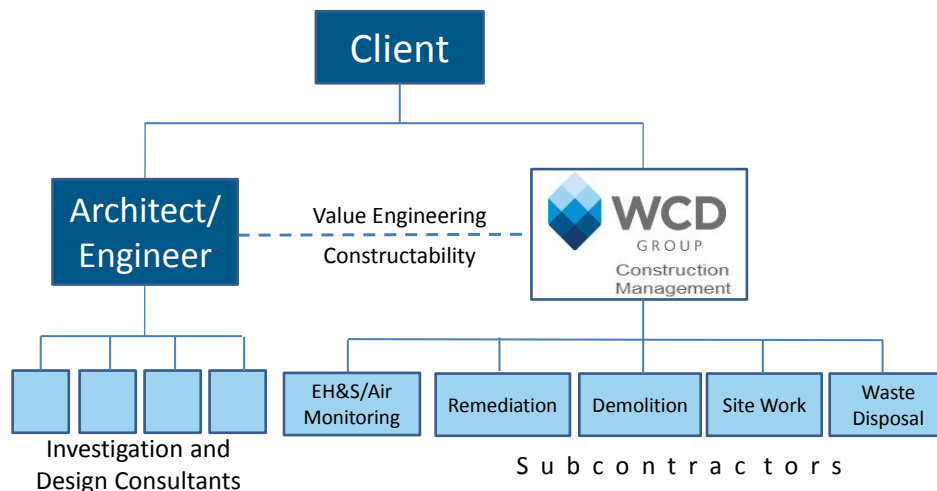 Client
Architect/
Engineer
Value Engineering
Constructability
WCD
GROUP
Construction
Management
EH&S/Air
Monitoring
Remediation
Demolition
Site Work
Waste
Disposal
Investigation and
Design Consultants
Subcontractors